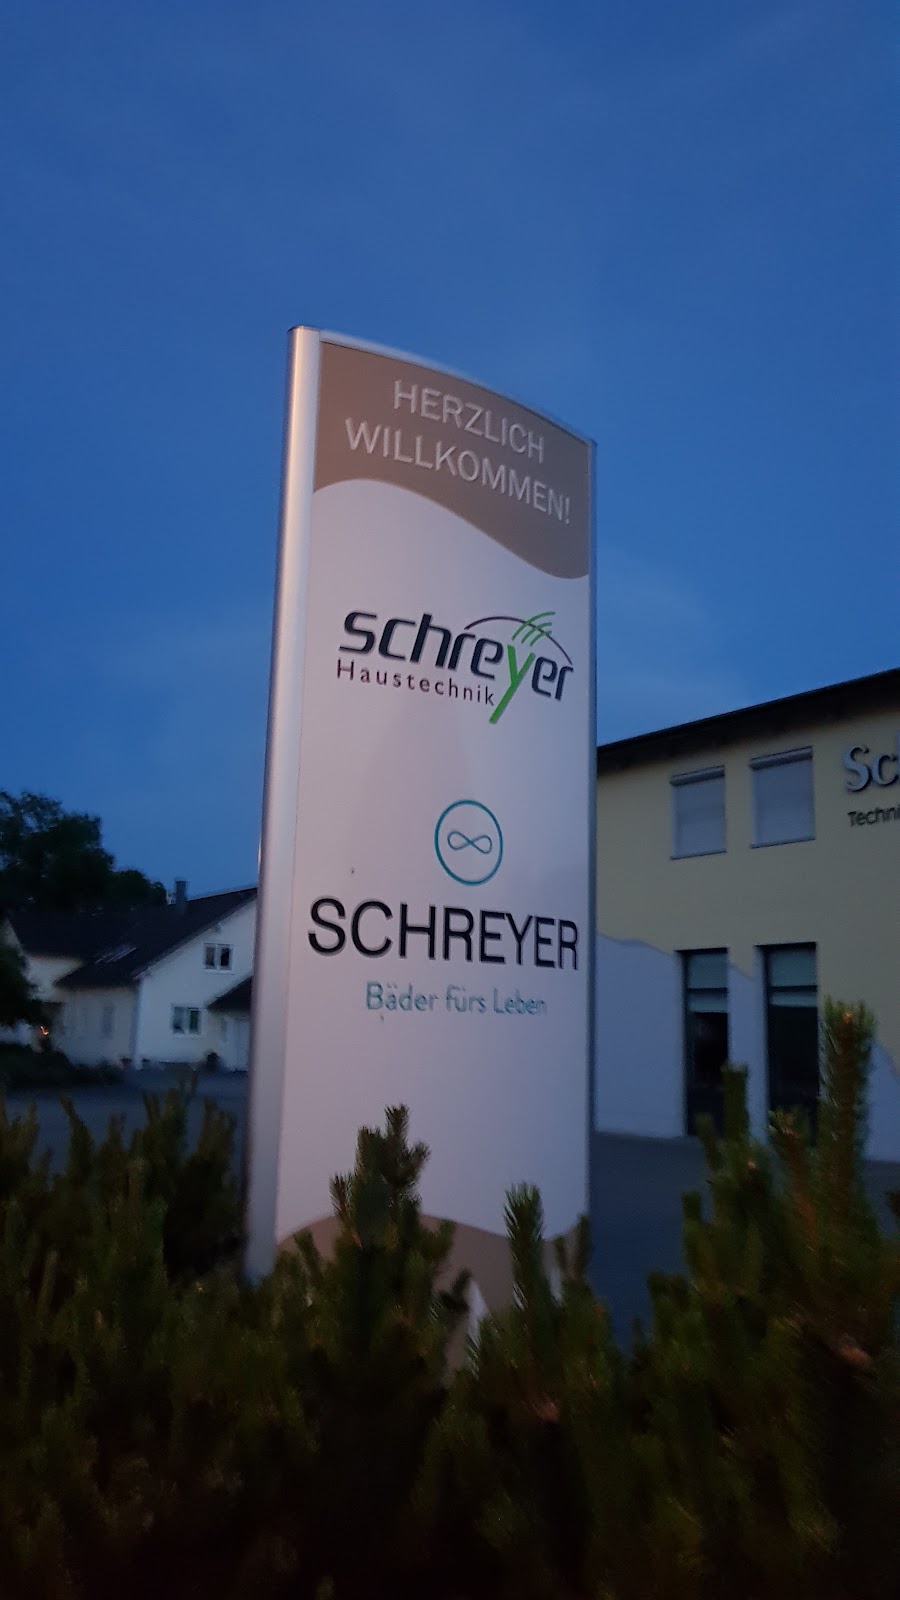 HERZLICH
WILLKOMMEN!
schreyer
Haustechnik
SCHREYER
Bäder fürs Leben